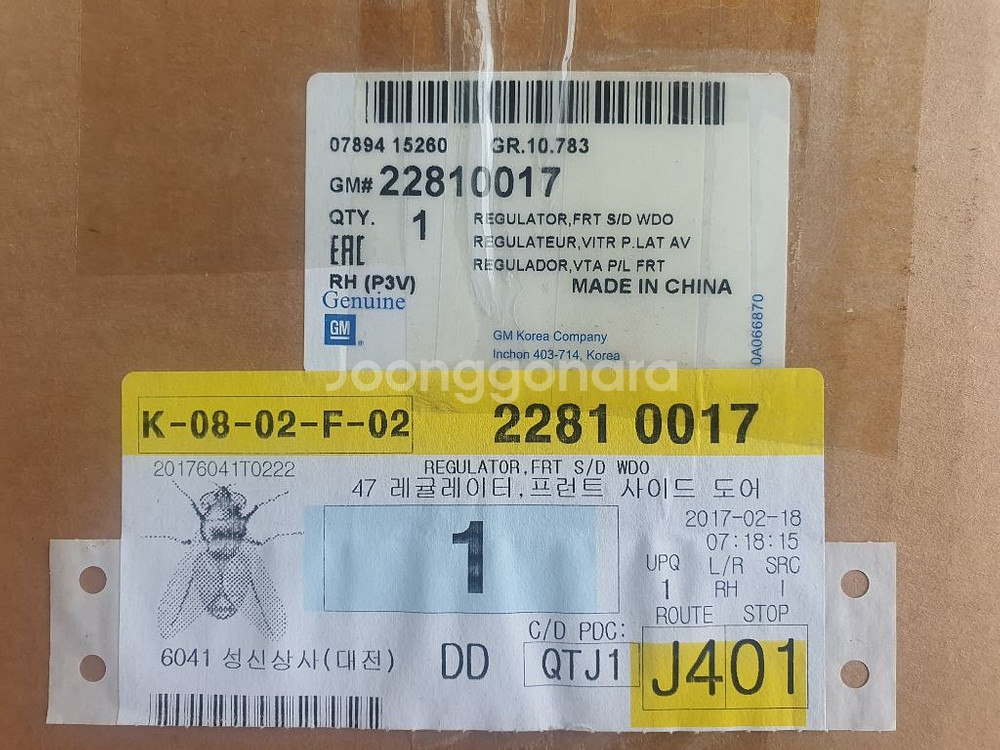 07894 15260 GR.10.783
GM# 22810017
QTY. 1
REGULATOR,FRT S/D WDO
REGULATEUR,VITR P.LAT AV
REGULADOR,VTA P/L FRT
EAC
RH (P3V)
MADE IN CHINA
Genuine
GM
GM Korea Company
Inchon 403-714, Korea
0A066870
Joonggonara
K-08-02-F-02 2281 0017
20176041T0222
REGULATOR,FRT S/D WDO
47 레귤레이터,프런트 사이드 도어
1
2017-02-18
07:18:15
UPQ L/R SRC
1 RH I
ROUTE STOP
C/D PDC:
6041 성신상사(대전) DD QTJ1 J401